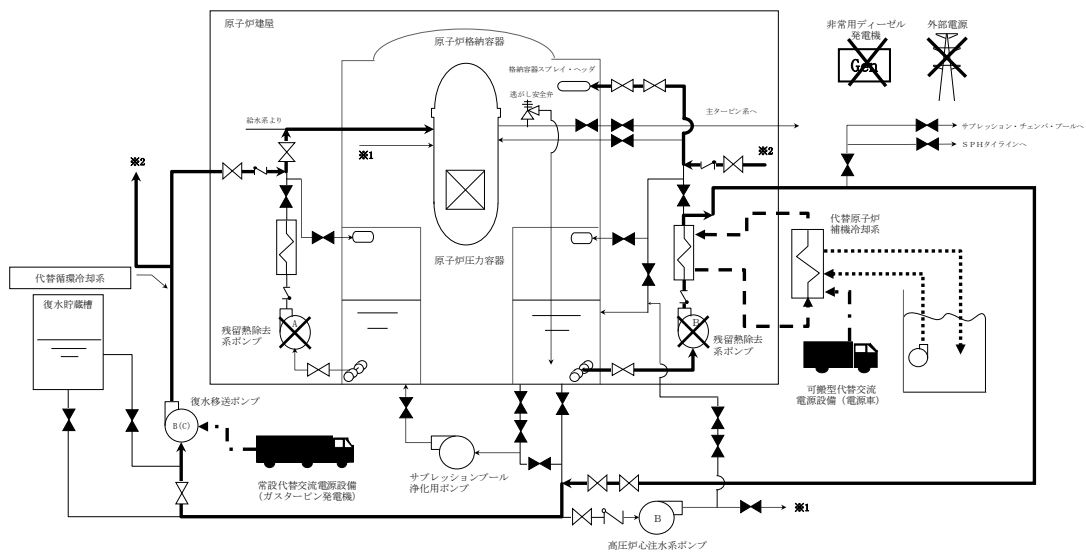 原子炉建屋
非常用ディーゼル
発電機
外部電源
Gen
原子炉格納容器
格納容器スプレイ・ヘッダ
逃がし安全弁
給水系より
※1
主タービン系へ
サプレッション・チェンバ・プールへ
SPHタイラインへ
※2
※2
代替原子炉
補機冷却系
原子炉圧力容器
代替循環冷却系
復水貯蔵槽
残留熱除去
系ポンプ
A
B
残留熱除去
系ポンプ
可搬型代替交流
電源設備(電源車)
復水移送ポンプ
B(C)
常設代替交流電源設備
(ガスタービン発電機)
サプレッションプール
浄化用ポンプ
B
※1
高圧炉心注水系ポンプ